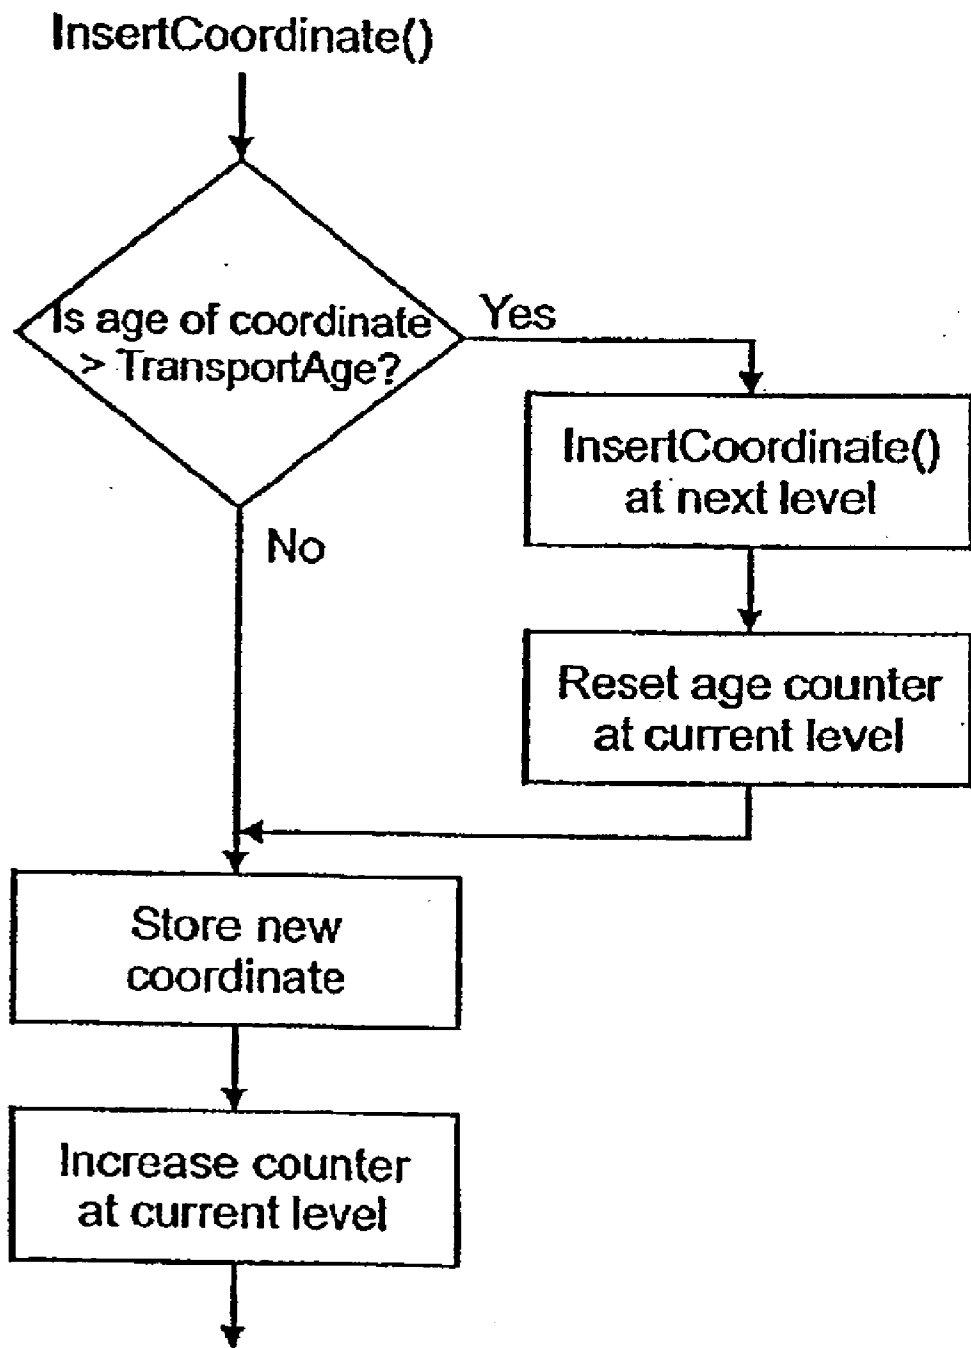 InsertCoordinate()
Is age of coordinate
> TransportAge?
Yes
InsertCoordinate()
at next level
No
Reset age counter
at current level
Store new
coordinate
Increase counter
at current level